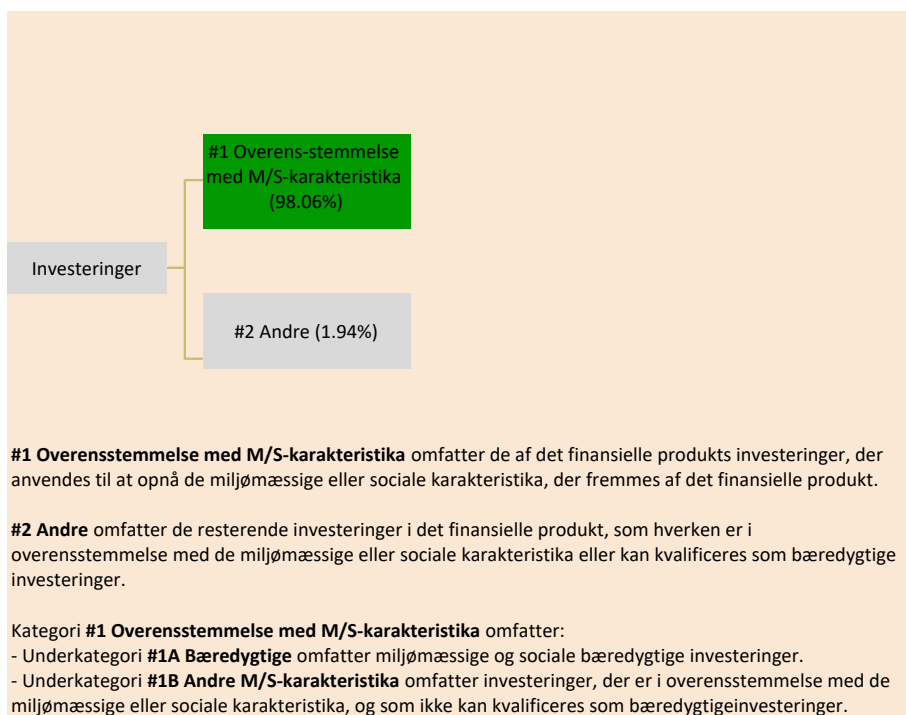 #1 Overens-stemmelse
med M/S-karakteristika
(98.06%)
Investeringer
#2 Andre (1.94%)
#1 Overensstemmelse med M/S-karakteristika omfatter de af det finansielle produkts investeringer, der
anvendes til at opnå de miljømæssige eller sociale karakteristika, der fremmes af det finansielle produkt.
#2 Andre omfatter de resterende investeringer i det finansielle produkt, som hverken er i
overensstemmelse med de miljømæssige eller sociale karakteristika eller kan kvalificeres som bæredygtige
investeringer.
Kategori #1 Overensstemmelse med M/S-karakteristika omfatter:
- Underkategori #1A Bæredygtige omfatter miljømæssige og sociale bæredygtige investeringer.
- Underkategori #1B Andre M/S-karakteristika omfatter investeringer, der er i overensstemmelse med de
miljømæssige eller sociale karakteristika, og som ikke kan kvalificeres som bæredygtigeinvesteringer.